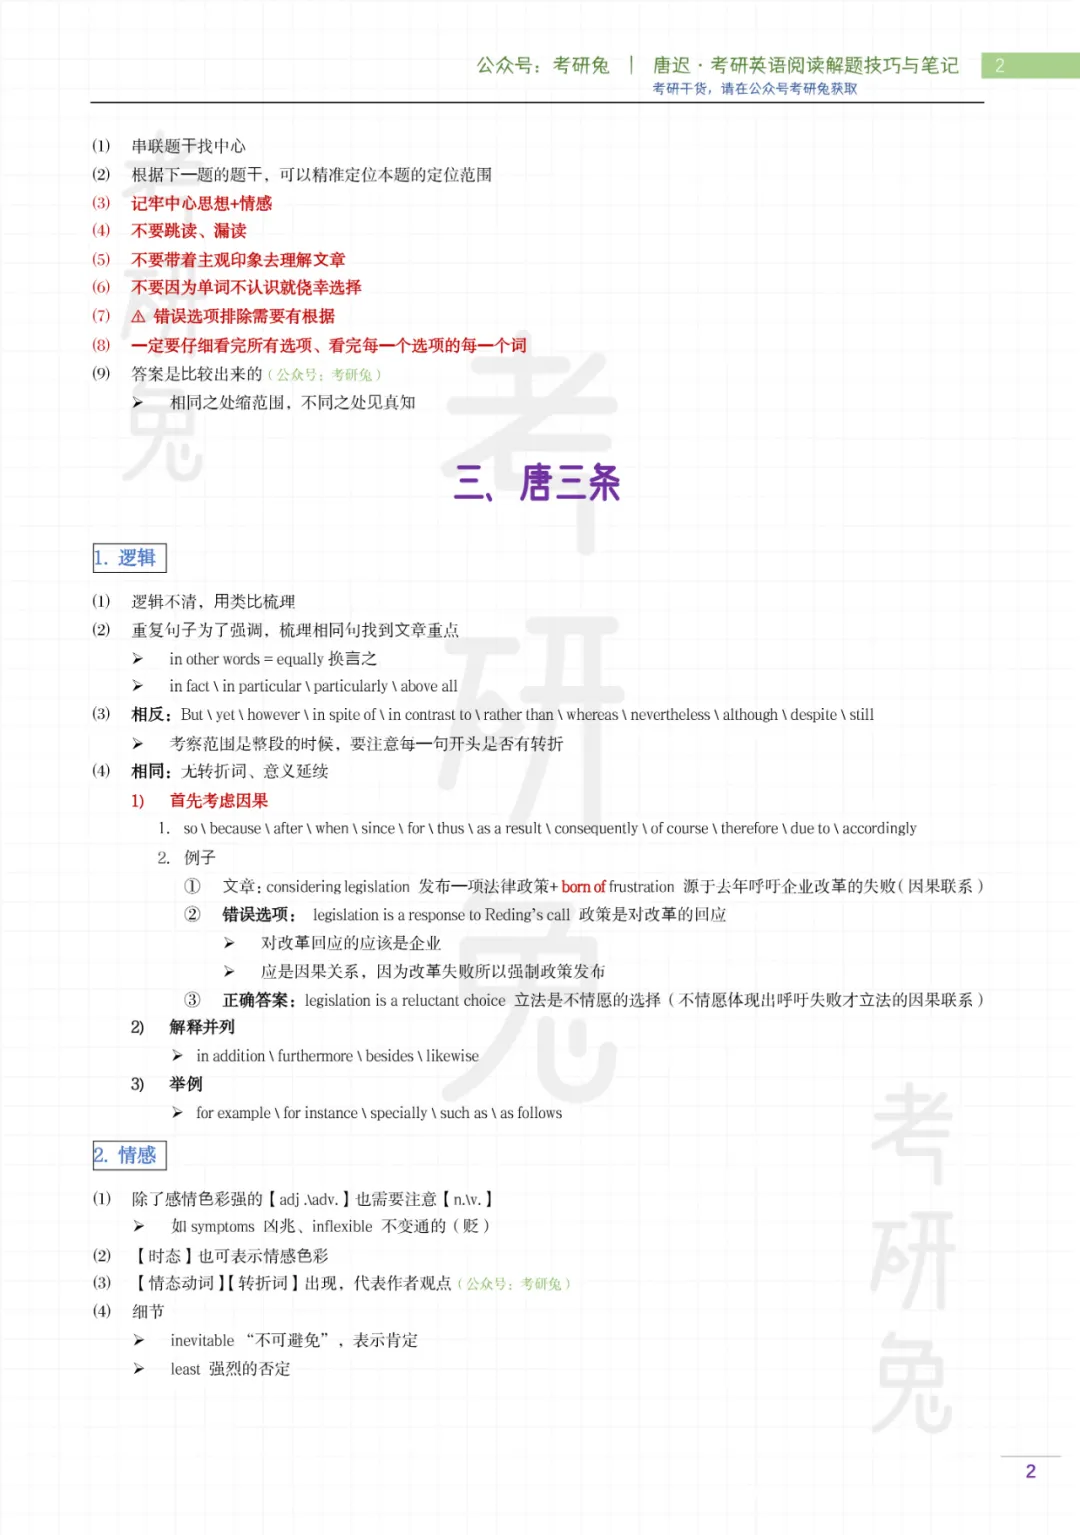 公众号：考研兔 | 唐迟·考研英语阅读解题技巧与笔记 2
考研干货，请在公众号考研兔获取
(1) 串联题干找中心
(2) 根据下一题的题干，可以精准定位本题的定位范围
(3) 记牢中心思想+情感
(4) 不要跳读、漏读
(5) 不要带着主观印象去理解文章
(6) 不要因为单词不认识就侥幸选择
(7) ⚠ 错误选项排除需要有根据
(8) 一定要仔细看完所有选项、看完每一个选项的每一个词
(9) 答案是比较出来的（公众号：考研兔）
➢ 相同之处缩范围，不同之处见真知
三、唐三条
1. 逻辑
(1) 逻辑不清，用类比梳理
(2) 重复句子为了强调，梳理相同句找到文章重点
➢ in other words = equally 换言之
➢ in fact \ in particular \ particularly \ above all
(3) 相反：But \ yet \ however \ in spite of \ in contrast to \ rather than \ whereas \ nevertheless \ although \ despite \ still
➢ 考察范围是整段的时候，要注意每一句开头是否有转折
(4) 相同：无转折词、意义延续
1) 首先考虑因果
1. so \ because \ after \ when \ since \ for \ thus \ as a result \ consequently \ of course \ therefore \ due to \ accordingly
2. 例子
① 文章：considering legislation 发布一项法律政策+ born of frustration 源于去年呼吁企业改革的失败（因果联系）
② 错误选项： legislation is a response to Reding’s call 政策是对改革的回应
➢ 对改革回应的应该是企业
➢ 应是因果关系，因为改革失败所以强制政策发布
③ 正确答案：legislation is a reluctant choice 立法是不情愿的选择（不情愿体现出呼吁失败才立法的因果联系）
2) 解释并列
➢ in addition \ furthermore \ besides \ likewise
3) 举例
➢ for example \ for instance \ specially \ such as \ as follows
2. 情感
(1) 除了感情色彩强的【adj .\adv.】也需要注意【n.\v.】
➢ 如 symptoms 凶兆、inflexible 不变通的（贬）
(2) 【时态】也可表示情感色彩
(3) 【情态动词】【转折词】出现，代表作者观点（公众号：考研兔）
(4) 细节
➢ inevitable “不可避免”，表示肯定
➢ least 强烈的否定
考研兔
考研兔
考研兔
2